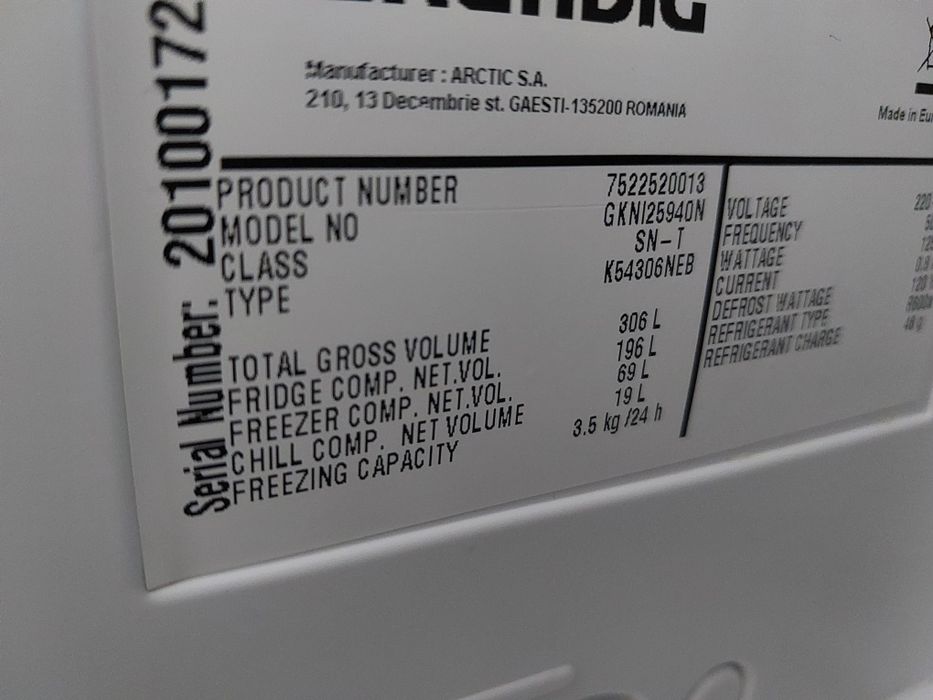 GRUNDIG
Manufacturer : ARCTIC S.A.
210, 13 Decembrie st. GAESTI-135200 ROMANIA
Made in Eu
Serial Number: 20100172
PRODUCT NUMBER 7522520013
MODEL NO GKNI25940N
CLASS SN-T
TYPE K54306NEB
TOTAL GROSS VOLUME 306 L
FRIDGE COMP. NET.VOL. 196 L
FREEZER COMP. NET.VOL. 69 L
CHILL COMP. NET VOLUME 19 L
FREEZING CAPACITY 3.5 kg /24 h
VOLTAGE 220
FREQUENCY
WATTAGE
CURRENT
DEFROST WATTAGE
REFRIGERANT TYPE
REFRIGERANT CHARGE